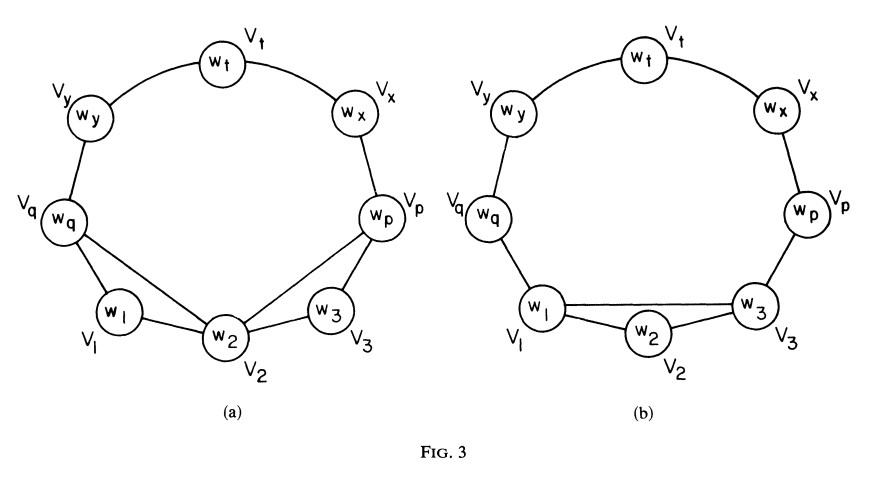 V_t V_t
w_t w_t
V_y V_x V_y V_x
w_y w_x w_y w_x
V_q V_p V_q V_p
w_q w_p w_q w_p
w_1 w_3 w_1 w_3
w_2 w_2
V_1 V_3 V_1 V_3
V_2 V_2
(a) (b)
FIG. 3